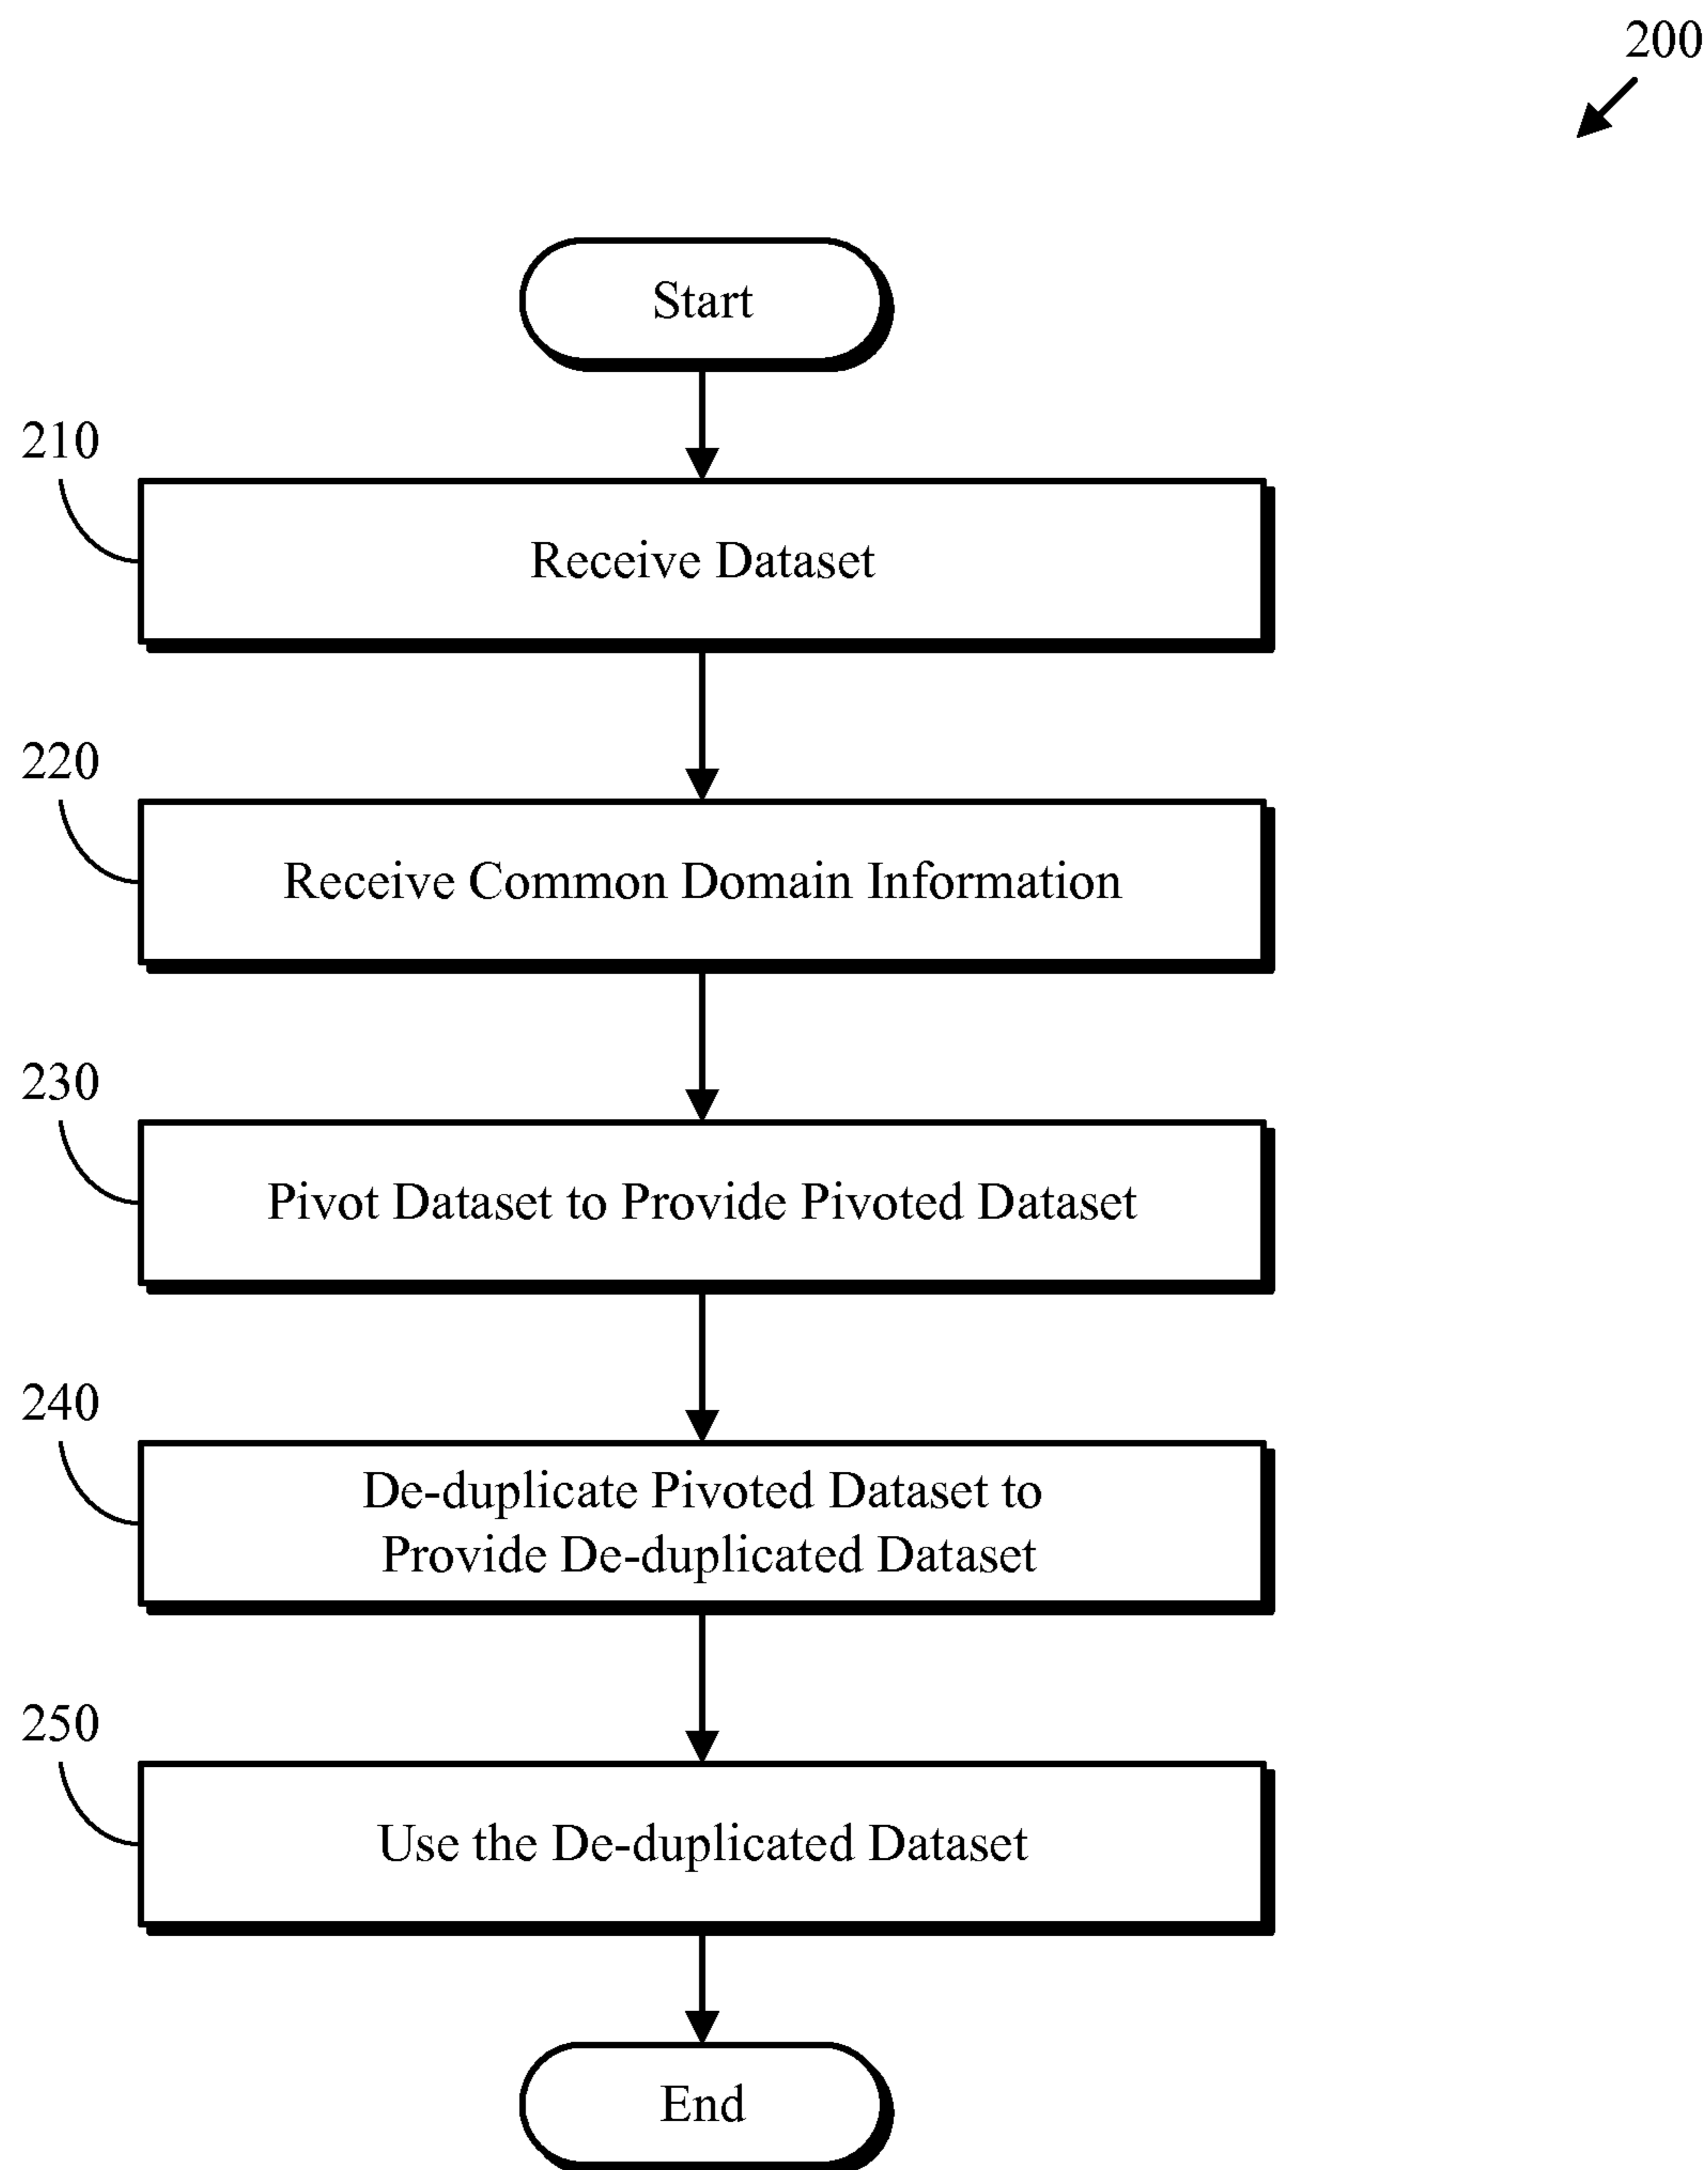 200
Start
210
Receive Dataset
220
Receive Common Domain Information
230
Pivot Dataset to Provide Pivoted Dataset
240
De-duplicate Pivoted Dataset to
Provide De-duplicated Dataset
250
Use the De-duplicated Dataset
End